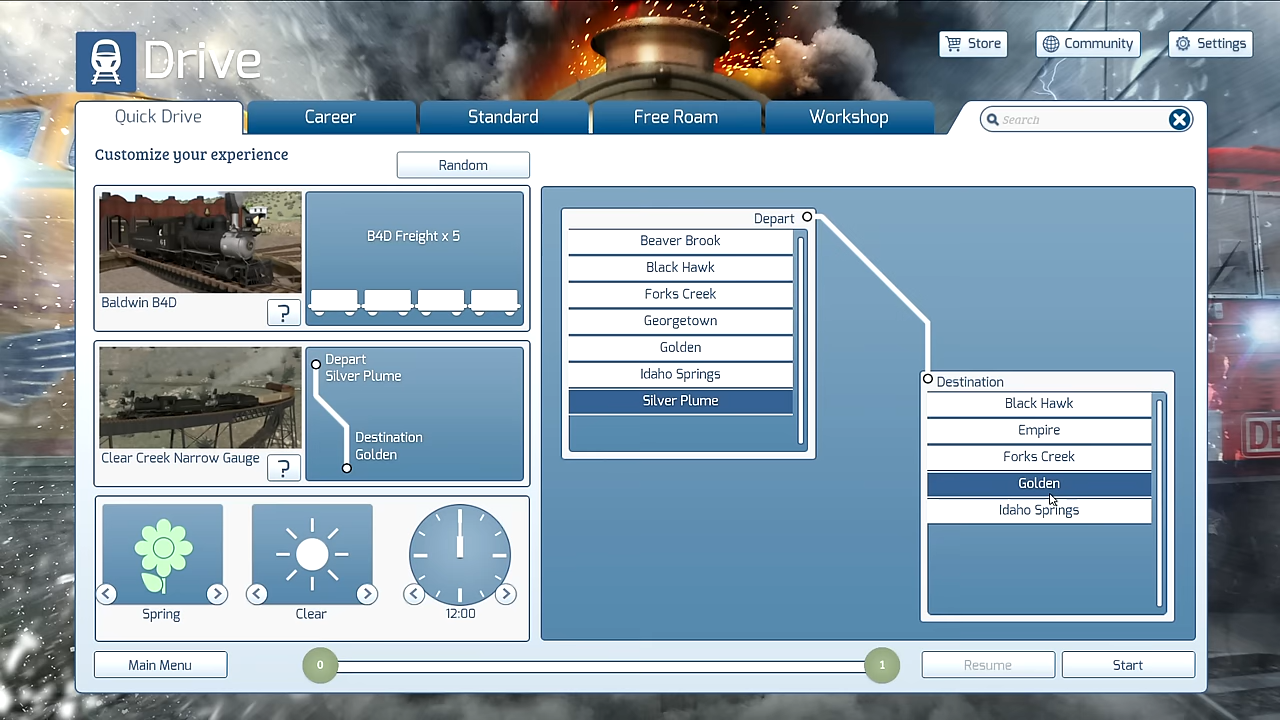 Drive
Store
Community
Settings
Quick Drive
Career
Standard
Free Roam
Workshop
Search
Customize your experience
Random
B4D Freight x 5
Baldwin B4D
?
Depart
Silver Plume
Destination
Golden
Clear Creek Narrow Gauge
?
Spring
Clear
12:00
Depart
Beaver Brook
Black Hawk
Forks Creek
Georgetown
Golden
Idaho Springs
Silver Plume
Destination
Black Hawk
Empire
Forks Creek
Golden
Idaho Springs
Main Menu
0
1
Resume
Start